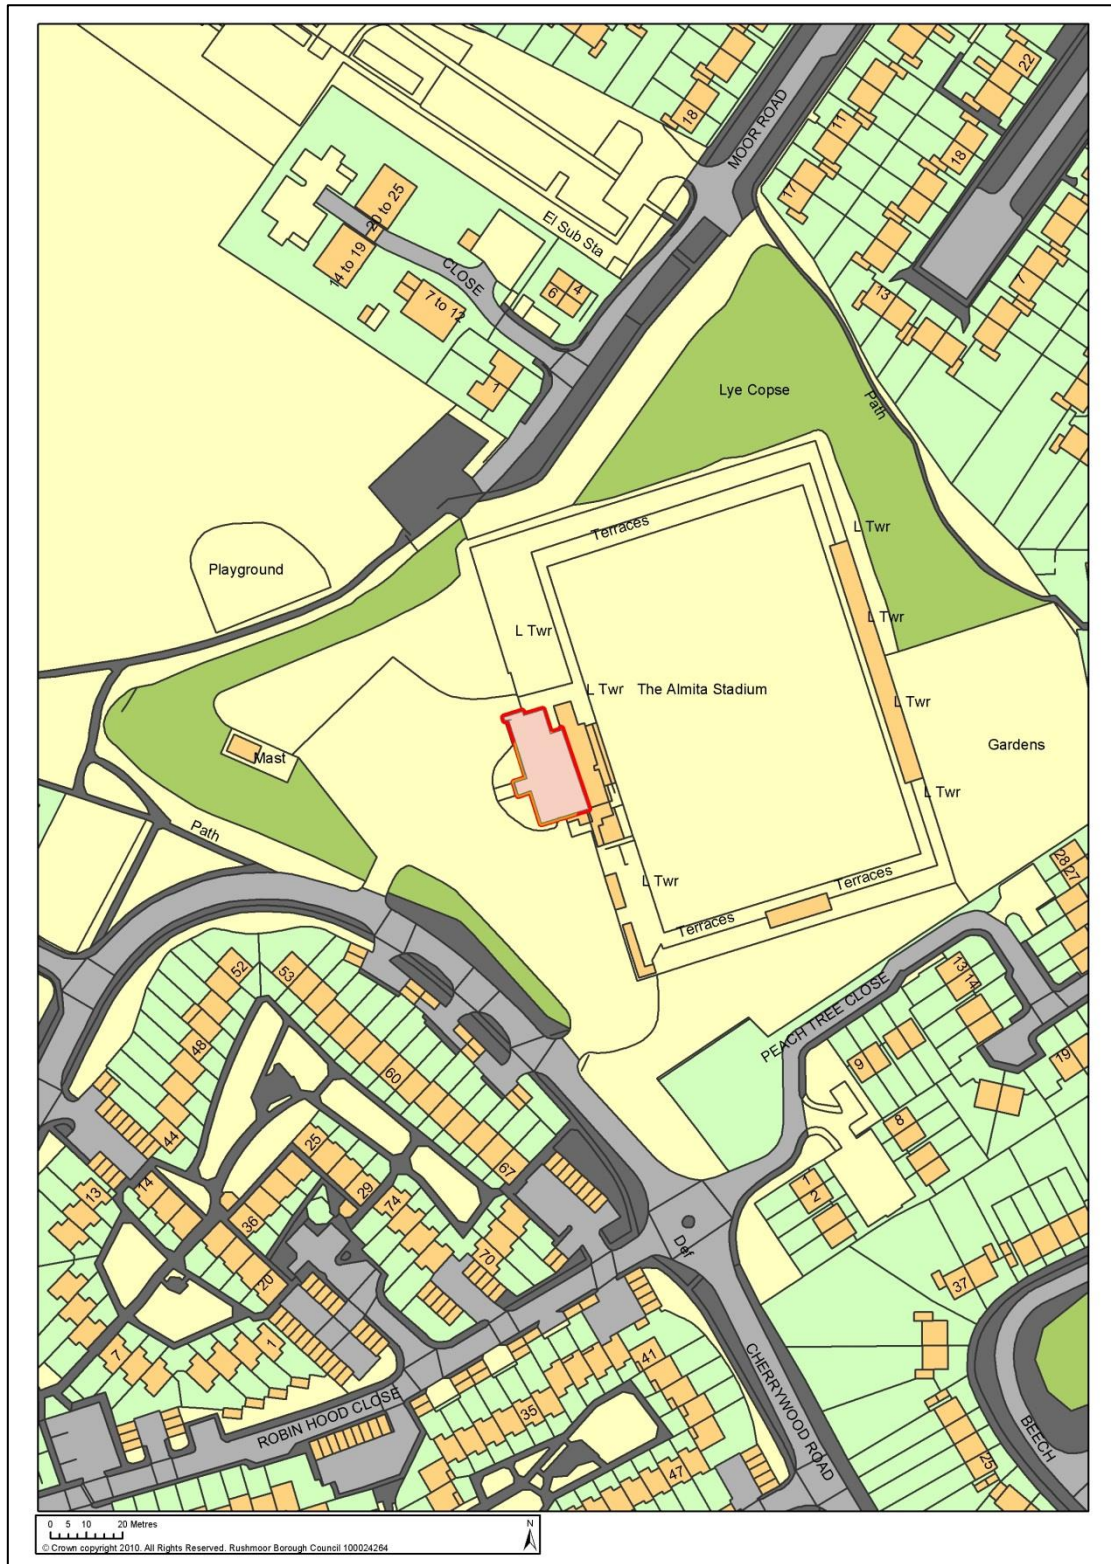 MOOR ROAD
22
18
11
18
17
20 to 25
14 to 19
El Sub Sta
CLOSE
4
6
7 to 12
1
13
1
Lye Copse
Path
Terraces
L Twr
Playground
L Twr
L Twr
L Twr
The Almita Stadium
L Twr
Gardens
Mast
L Twr
Path
L Twr
Terraces
Terraces
28
27
52
53
13
14
PEACH TREE CLOSE
48
9
19
60
8
44
25
67
13
14
29
36
74
1
2
70
Def
20
37
7
1
41
CHERRYWOOD ROAD
35
ROBIN HOOD CLOSE
BEECH
47
25
0 5 10 20 Metres
N
© Crown copyright 2010. All Rights Reserved. Rushmoor Borough Council 100024264